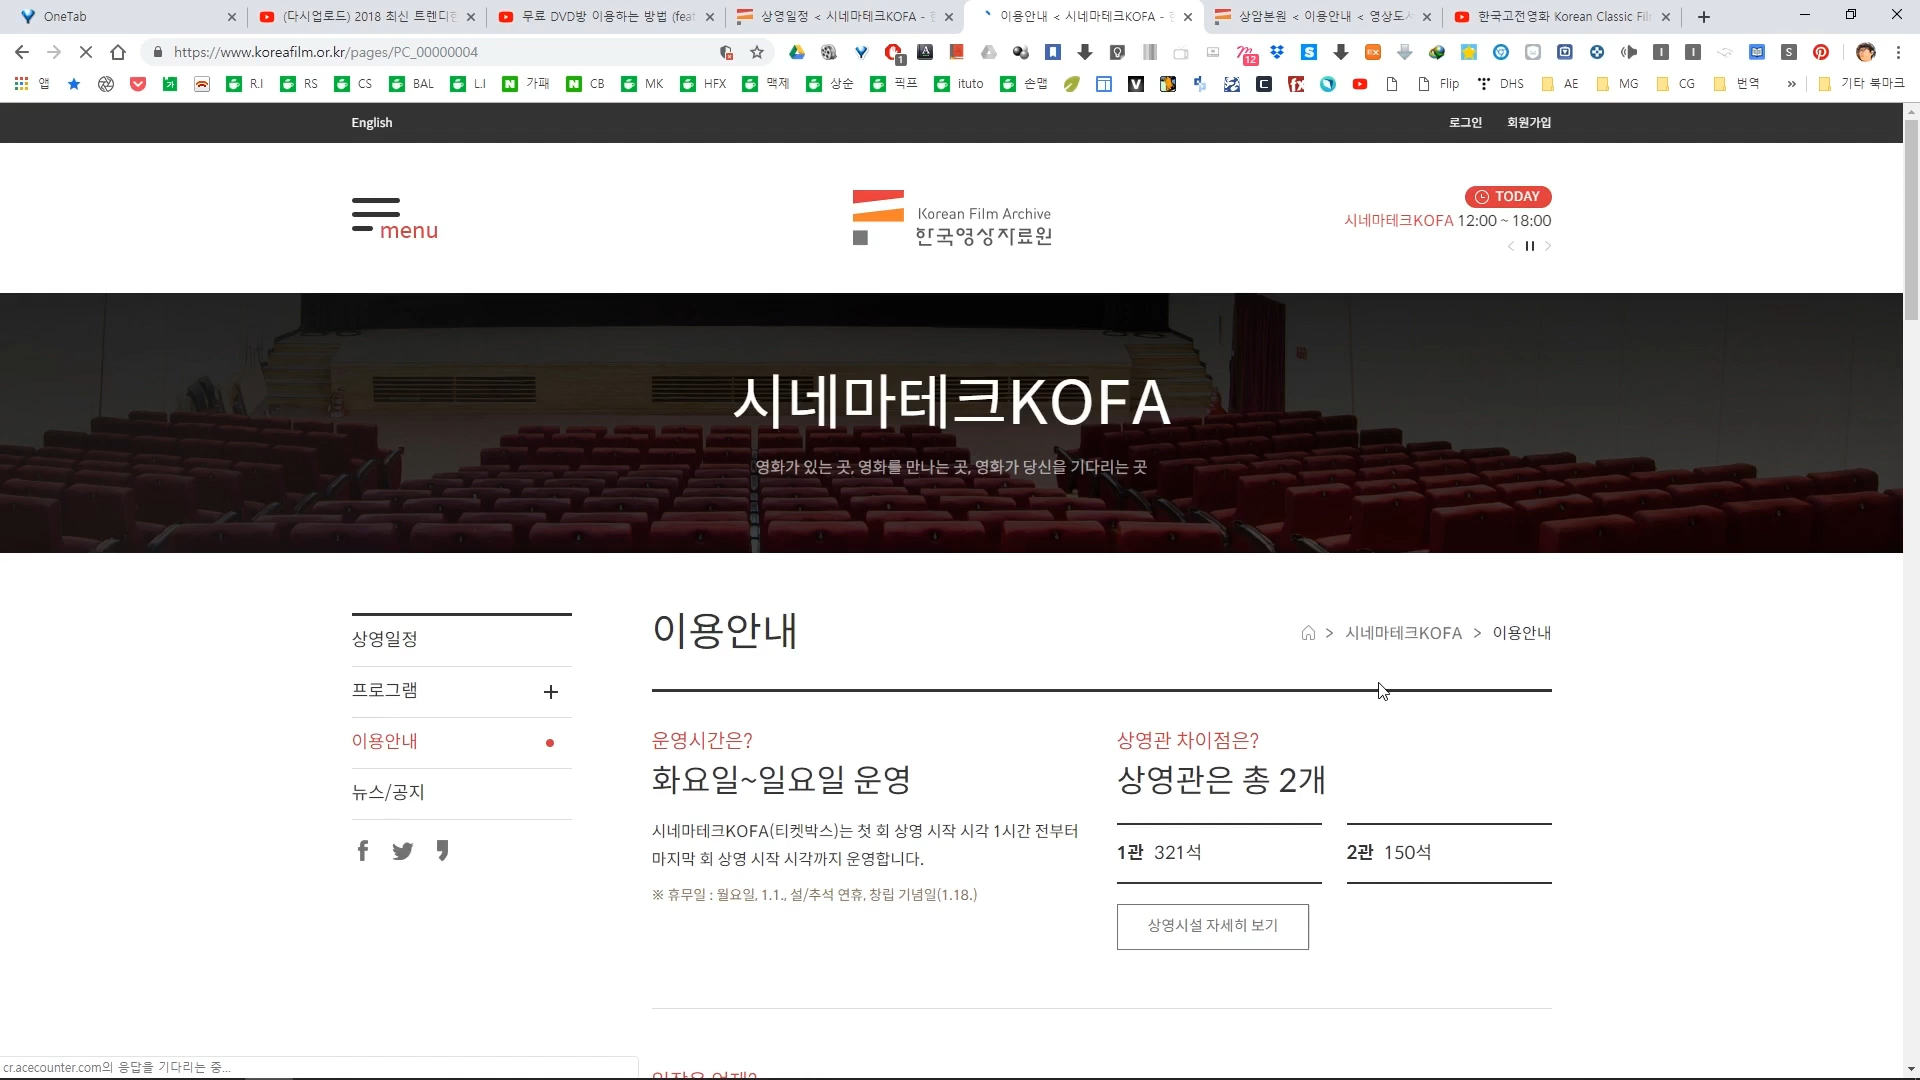 OneTab
(다시업로드) 2018 최신 트렌디한
무료 DVD방 이용하는 방법 (feat
상영일정 < 시네마테크KOFA -
이용안내 < 시네마테크KOFA -
상암본원 < 이용안내 < 영상도서
한국고전영화 Korean Classic Fil
https://www.koreafilm.or.kr/pages/PC_00000004
앱
R.I
RS
CS
BAL
L.I
가패
CB
MK
HFX
맥제
상순
픽프
ituto
손맵
Flip
DHS
AE
MG
CG
번역
»
기타 북마크
English
로그인
회원가입
menu
Korean Film Archive
한국영상자료원
TODAY
시네마테크KOFA 12:00 ~ 18:00
시네마테크KOFA
영화가 있는 곳, 영화를 만나는 곳, 영화가 당신을 기다리는 곳
상영일정
프로그램
이용안내
뉴스/공지
이용안내
> 시네마테크KOFA > 이용안내
운영시간은?
화요일~일요일 운영
시네마테크KOFA(티켓박스)는 첫 회 상영 시작 시각 1시간 전부터
마지막 회 상영 시작 시각까지 운영합니다.
※ 휴무일 : 월요일, 1.1., 설/추석 연휴, 창립 기념일(1.18.)
상영관 차이점은?
상영관은 총 2개
1관 321석
2관 150석
상영시설 자세히 보기
cr.acecounter.com의 응답을 기다리는 중...